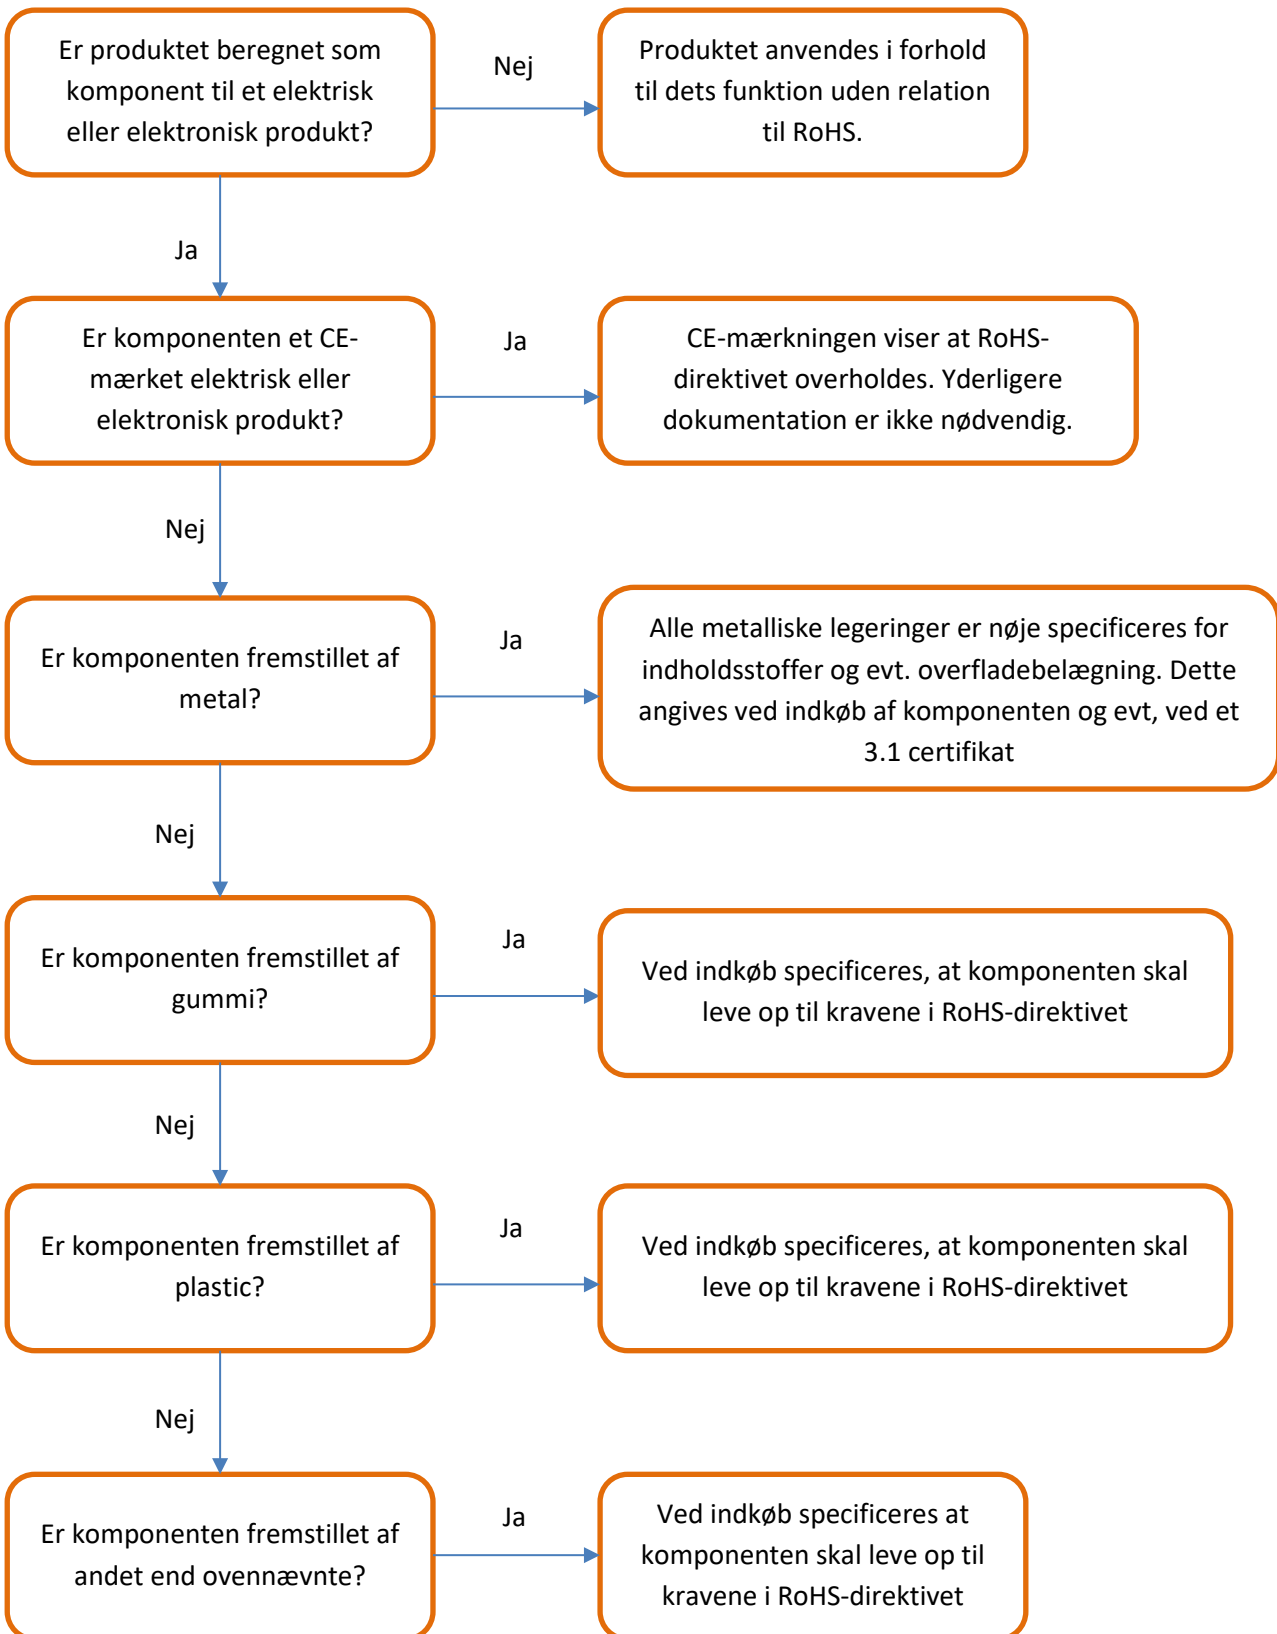 Er produktet beregnet som
komponent til et elektrisk
eller elektronisk produkt?
Nej
Produktet anvendes i forhold
til dets funktion uden relation
til RoHS.
Ja
Er komponenten et CE-
mærket elektrisk eller
elektronisk produkt?
Ja
CE-mærkningen viser at RoHS-
direktivet overholdes. Yderligere
dokumentation er ikke nødvendig.
Nej
Er komponenten fremstillet af
metal?
Ja
Alle metalliske legeringer er nøje specificeres for
indholdsstoffer og evt. overfladebelægning. Dette
angives ved indkøb af komponenten og evt, ved et
3.1 certifikat
Nej
Er komponenten fremstillet af
gummi?
Ja
Ved indkøb specificeres, at komponenten skal
leve op til kravene i RoHS-direktivet
Nej
Er komponenten fremstillet af
plastic?
Ja
Ved indkøb specificeres, at komponenten skal
leve op til kravene i RoHS-direktivet
Nej
Er komponenten fremstillet af
andet end ovennævnte?
Ja
Ved indkøb specificeres at
komponenten skal leve op til
kravene i RoHS-direktivet